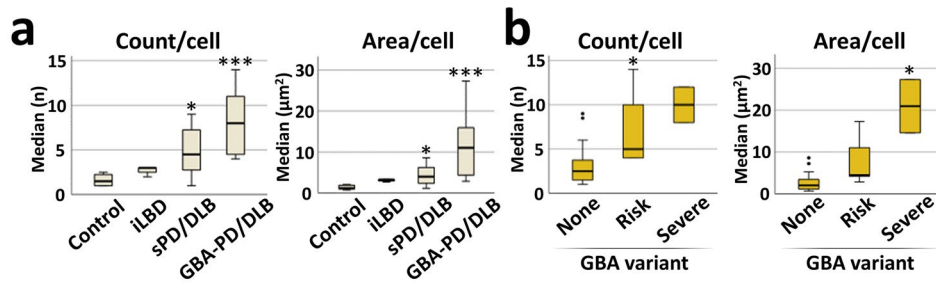 a
Count/cell
Median (n)
15
10
5
0
***
*
Control
iLBD
sPD/DLB
GBA-PD/DLB
Area/cell
Median (µm²)
30
20
10
0
***
*
Control
iLBD
sPD/DLB
GBA-PD/DLB
b
Count/cell
Median (n)
15
10
5
0
*
None
Risk
Severe
GBA variant
Area/cell
Median (µm²)
30
20
10
0
*
None
Risk
Severe
GBA variant